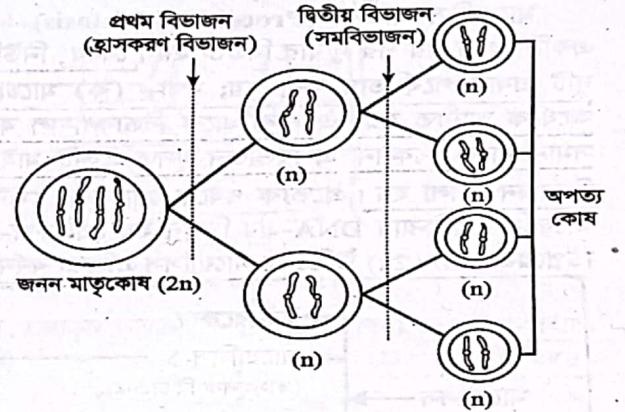 প্রথম বিভাজন
(হ্রাসকরণ বিভাজন)
দ্বিতীয় বিভাজন
(সমবিভাজন)
(n)
(n)
(n)
অপত্য
কোষ
জনন মাতৃকোষ (2n)
(n)
(n)
(n)